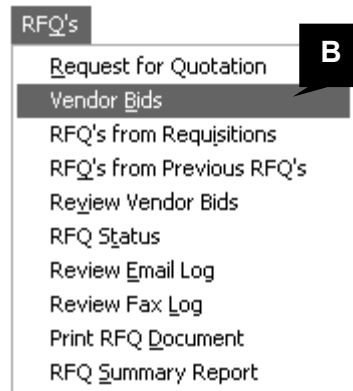 RFQ's
Request for Quotation
B
Vendor Bids
RFQ's from Requisitions
RFQ's from Previous RFQ's
Review Vendor Bids
RFQ Status
Review Email Log
Review Fax Log
Print RFQ Document
RFQ Summary Report